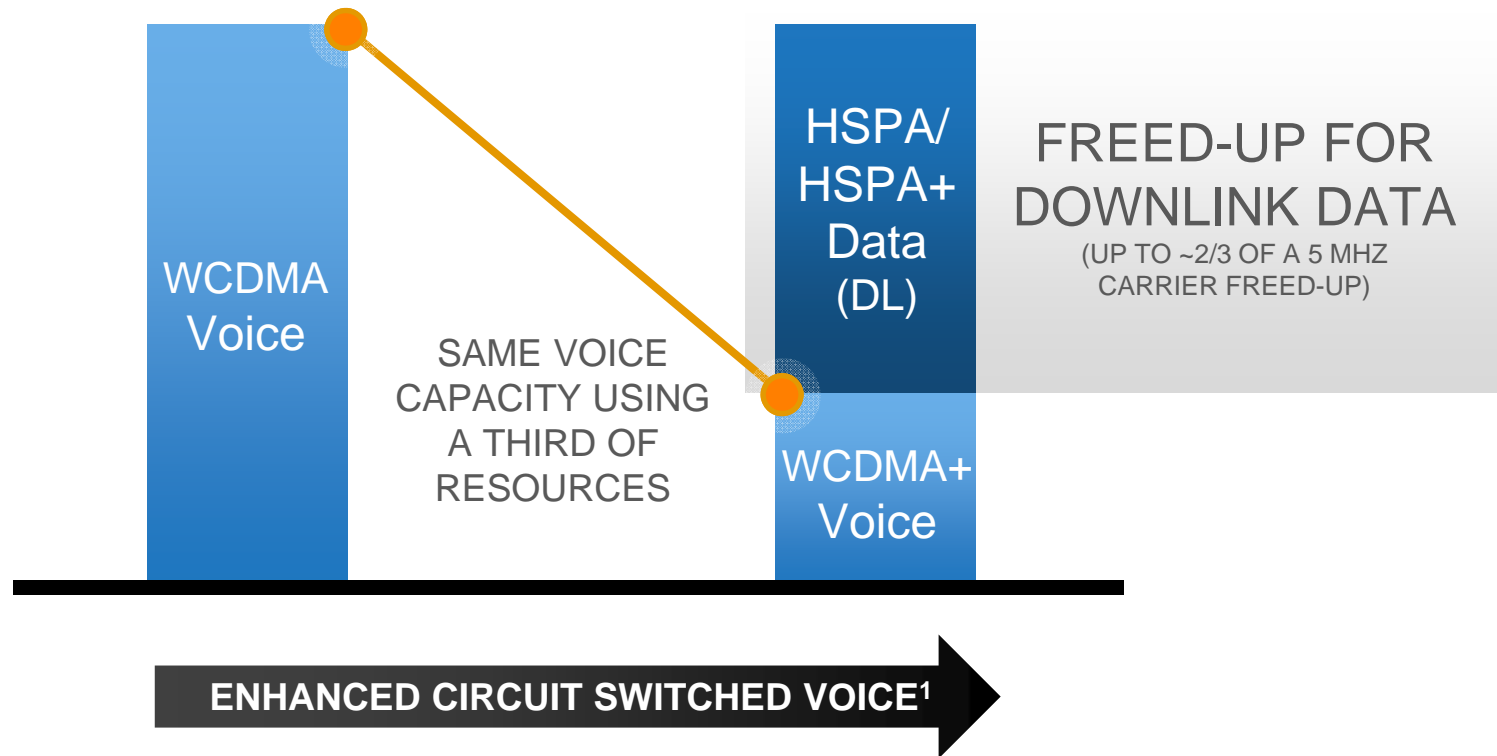 WCDMA
Voice
SAME VOICE
CAPACITY USING
A THIRD OF
RESOURCES
HSPA/
HSPA+
Data
(DL)
WCDMA+
Voice
FREED-UP FOR
DOWNLINK DATA
(UP TO ~2/3 OF A 5 MHZ
CARRIER FREED-UP)
ENHANCED CIRCUIT SWITCHED VOICE¹